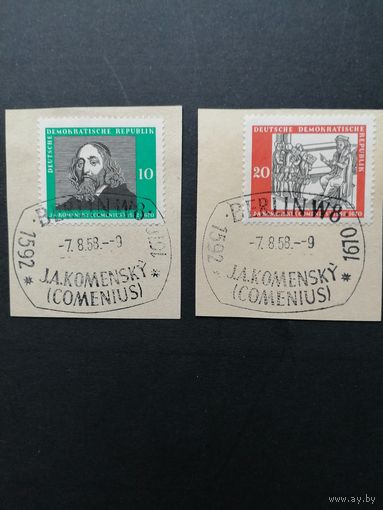 DEUTSCHE DEMOKRATISCHE REPUBLIK
10
·BERLIN W8·
1592 * -7.8.58.-9 * 1670
J.A.KOMENSKÝ
(COMENIUS)
DEUTSCHE DEMOKRATISCHE REPUBLIK
20
·BERLIN W8·
1592 * -7.8.58.-9 * 1670
J.A.KOMENSKÝ
(COMENIUS)
ay.by